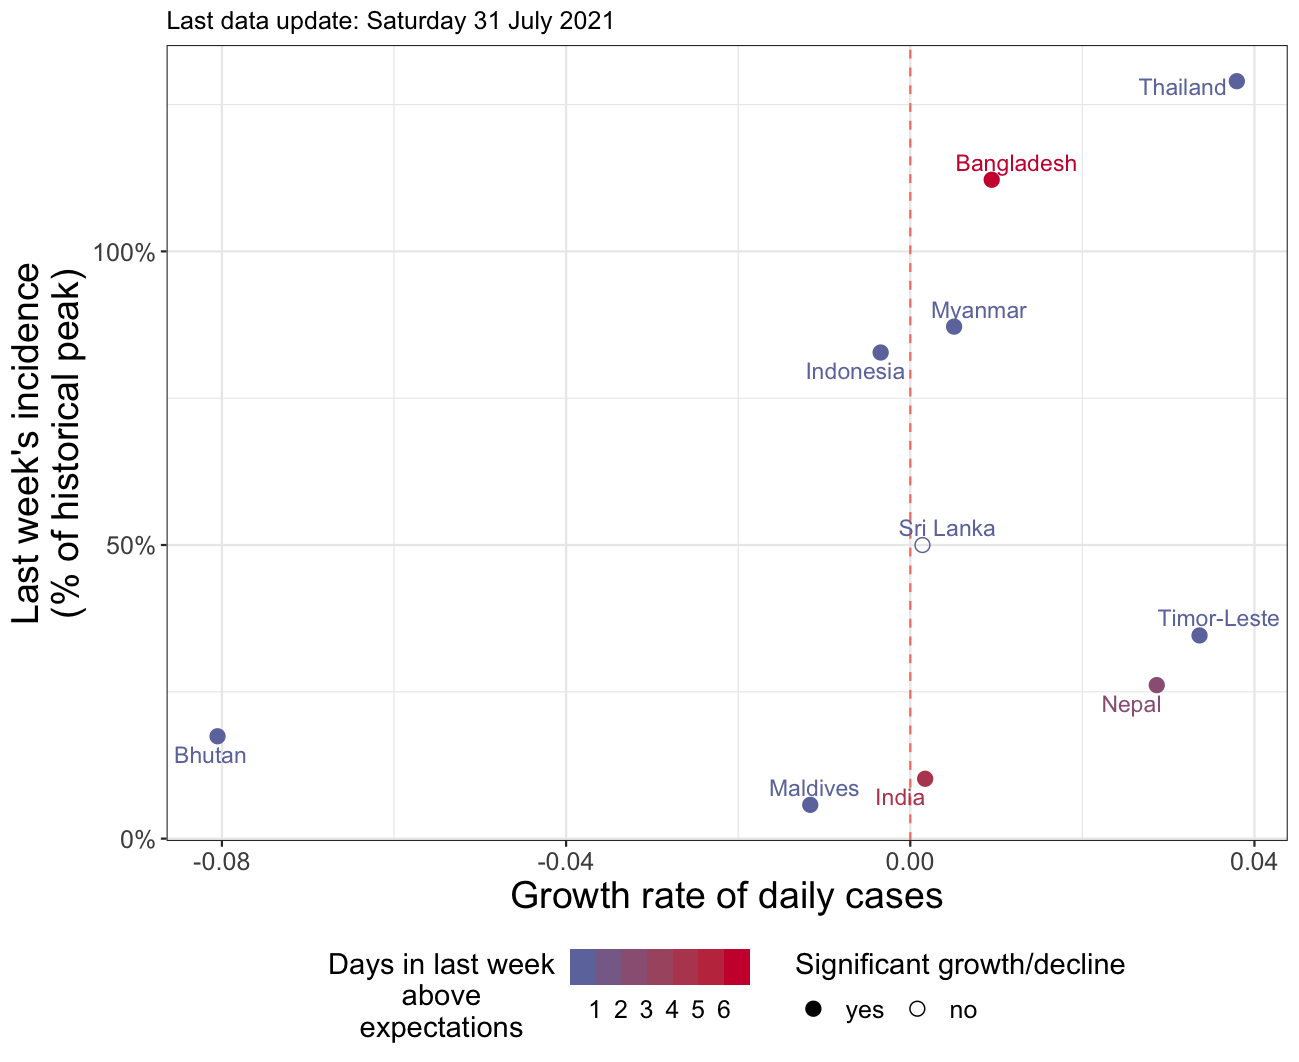 Last data update: Saturday 31 July 2021
Thailand
Bangladesh
Myanmar
Indonesia
Sri Lanka
Timor-Leste
Nepal
Bhutan
Maldives
India
100%
50%
0%
Last week's incidence
(% of historical peak)
-0.08
-0.04
0.00
0.04
Growth rate of daily cases
Days in last week
above
expectations
1 2 3 4 5 6
Significant growth/decline
yes
no